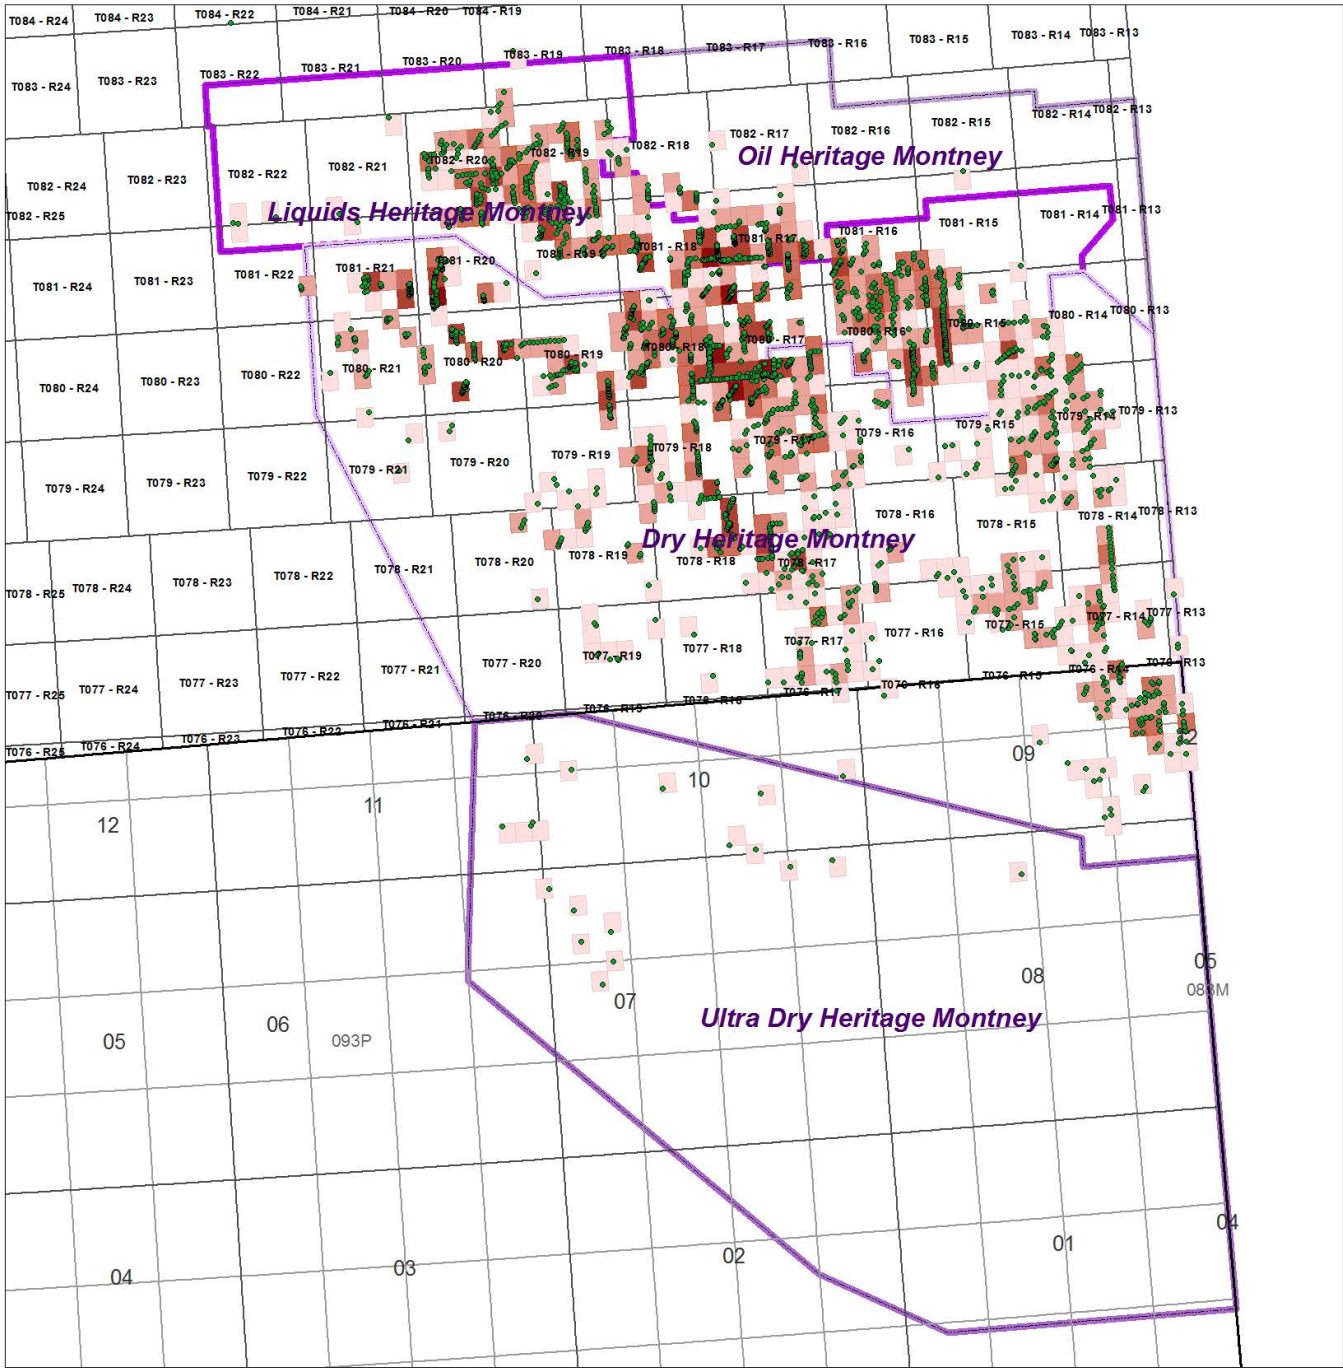 T084 - R24
T084 - R23
T084 - R22
T084 - R21
T084 - R20
T084 - R19
T083 - R24
T083 - R23
T083 - R22
T083 - R21
T083 - R20
T083 - R19
T083 - R18
T083 - R17
T083 - R16
T083 - R15
T083 - R14
T083 - R13
T082 - R24
T082 - R23
T082 - R22
T082 - R21
T082 - R20
T082 - R19
T082 - R18
T082 - R17
T082 - R16
T082 - R15
T082 - R14
T082 - R13
Oil Heritage Montney
T082 - R25
Liquids Heritage Montney
T081 - R24
T081 - R23
T081 - R22
T081 - R21
T081 - R20
T081 - R19
T081 - R18
T081 - R17
T081 - R16
T081 - R15
T081 - R14
T081 - R13
T080 - R24
T080 - R23
T080 - R22
T080 - R21
T080 - R20
T080 - R19
T080 - R18
T080 - R17
T080 - R16
T080 - R15
T080 - R14
T080 - R13
T079 - R24
T079 - R23
T079 - R22
T079 - R21
T079 - R20
T079 - R19
T079 - R18
T079 - R17
T079 - R16
T079 - R15
T079 - R14
T079 - R13
Dry Heritage Montney
T078 - R25
T078 - R24
T078 - R23
T078 - R22
T078 - R21
T078 - R20
T078 - R19
T078 - R18
T078 - R17
T078 - R16
T078 - R15
T078 - R14
T078 - R13
T077 - R25
T077 - R24
T077 - R23
T077 - R22
T077 - R21
T077 - R20
T077 - R19
T077 - R18
T077 - R17
T077 - R16
T077 - R15
T077 - R14
T077 - R13
T076 - R25
T076 - R24
T076 - R23
T076 - R22
T076 - R21
T076 - R20
T076 - R19
T076 - R18
T076 - R17
T076 - R16
T076 - R15
T076 - R14
T076 - R13
12
11
10
09
12
05
06
093P
07
08
05
083M
Ultra Dry Heritage Montney
04
03
02
01
04